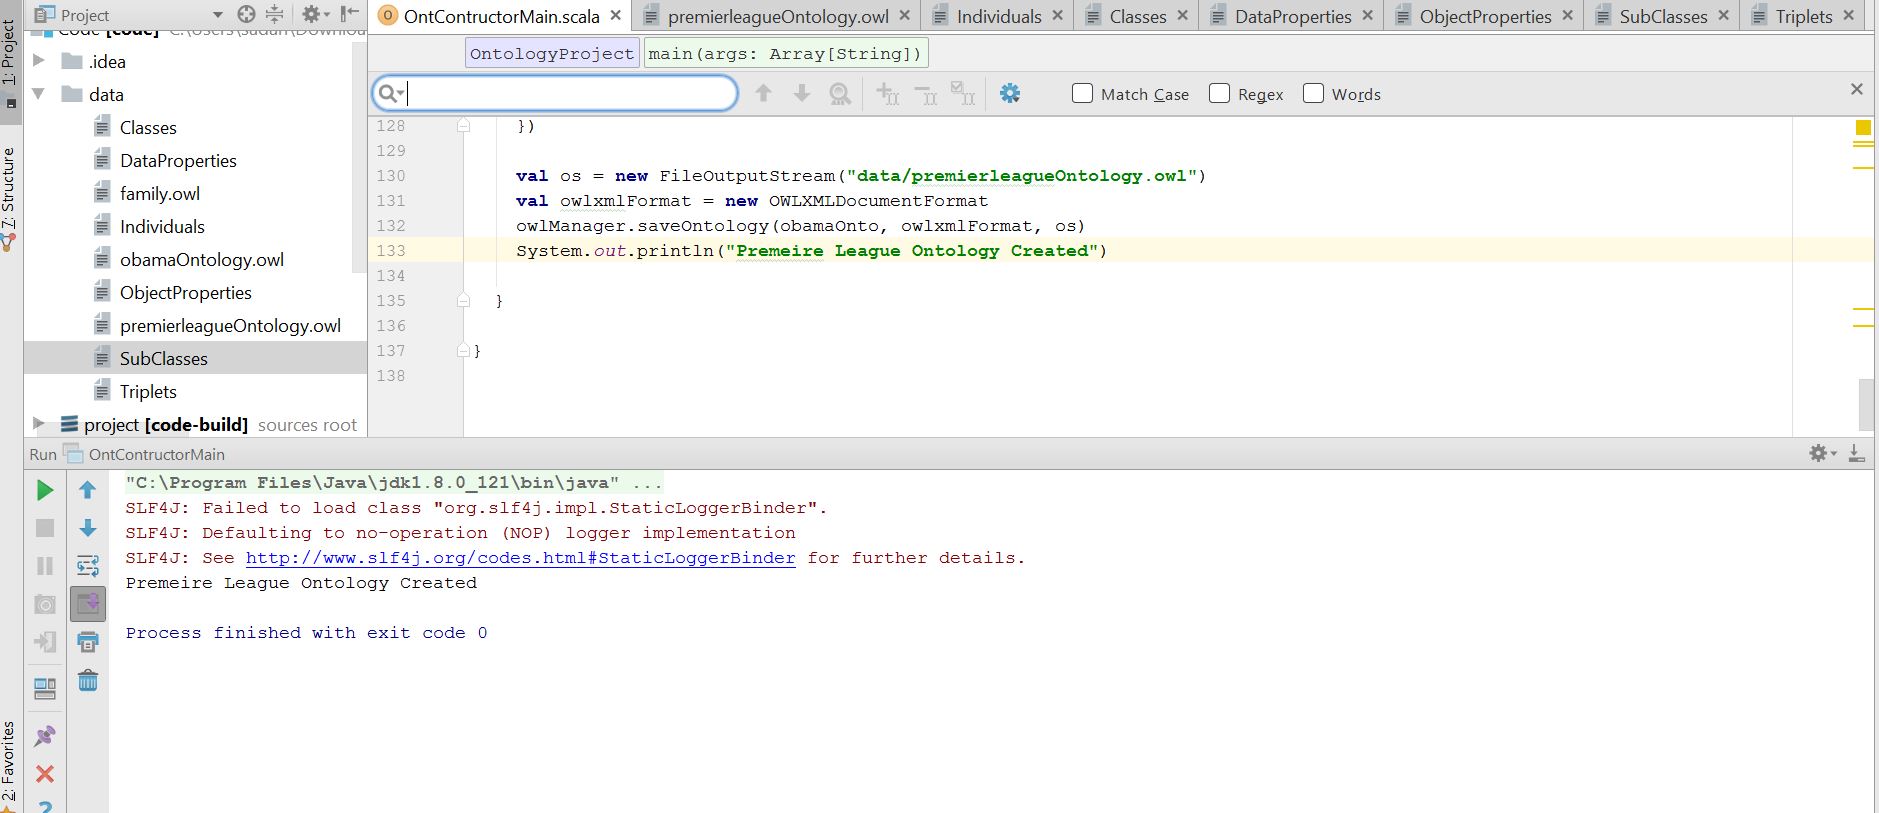 Project
OntContructorMain.scala
premierleagueOntology.owl
Individuals
Classes
DataProperties
ObjectProperties
SubClasses
Triplets
1: Project
7: Structure
2: Favorites
Code [code]
.idea
data
Classes
DataProperties
family.owl
Individuals
obamaOntology.owl
ObjectProperties
premierleagueOntology.owl
SubClasses
Triplets
project [code-build] sources root
OntologyProject main(args: Array[String])
Match Case Regex Words
128 })
129
130 val os = new FileOutputStream("data/premierleagueOntology.owl")
131 val owlxmlFormat = new OWLXMLDocumentFormat
132 owlManager.saveOntology(obamaOnto, owlxmlFormat, os)
133 System.out.println("Premeire League Ontology Created")
134
135 }
136
137 }
138
Run OntContructorMain
"C:\Program Files\Java\jdk1.8.0_121\bin\java" ...
SLF4J: Failed to load class "org.slf4j.impl.StaticLoggerBinder".
SLF4J: Defaulting to no-operation (NOP) logger implementation
SLF4J: See http://www.slf4j.org/codes.html#StaticLoggerBinder for further details.
Premeire League Ontology Created
Process finished with exit code 0